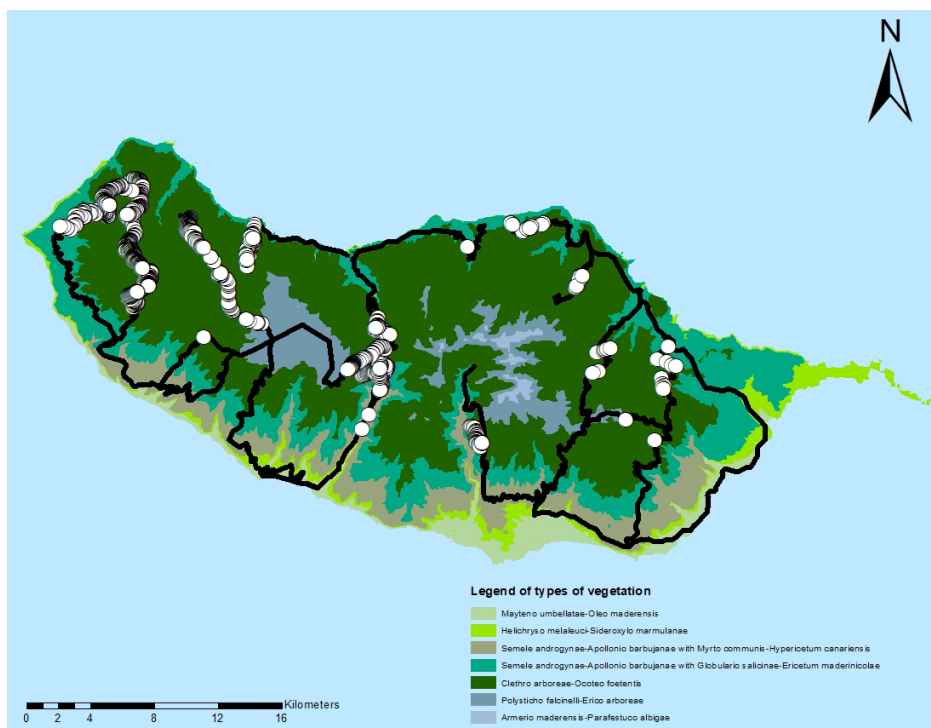 N
Legend of types of vegetation
Mayteno umbellatae-Oleo maderensis
Helichryso melaleuci-Sideroxylo marmulanae
Semele androgynae-Apollonio barbujanae with Myrto communis-Hypericetum canariensis
Semele androgynae-Apollonio barbujanae with Globulario salicinae-Ericetum maderinicolae
Clethro arboreae-Ocoteo foetentis
Polysticho falcinelli-Erico arboreae
Armerio maderensis-Parafestuco albigae
Kilometers
0 2 4 8 12 16